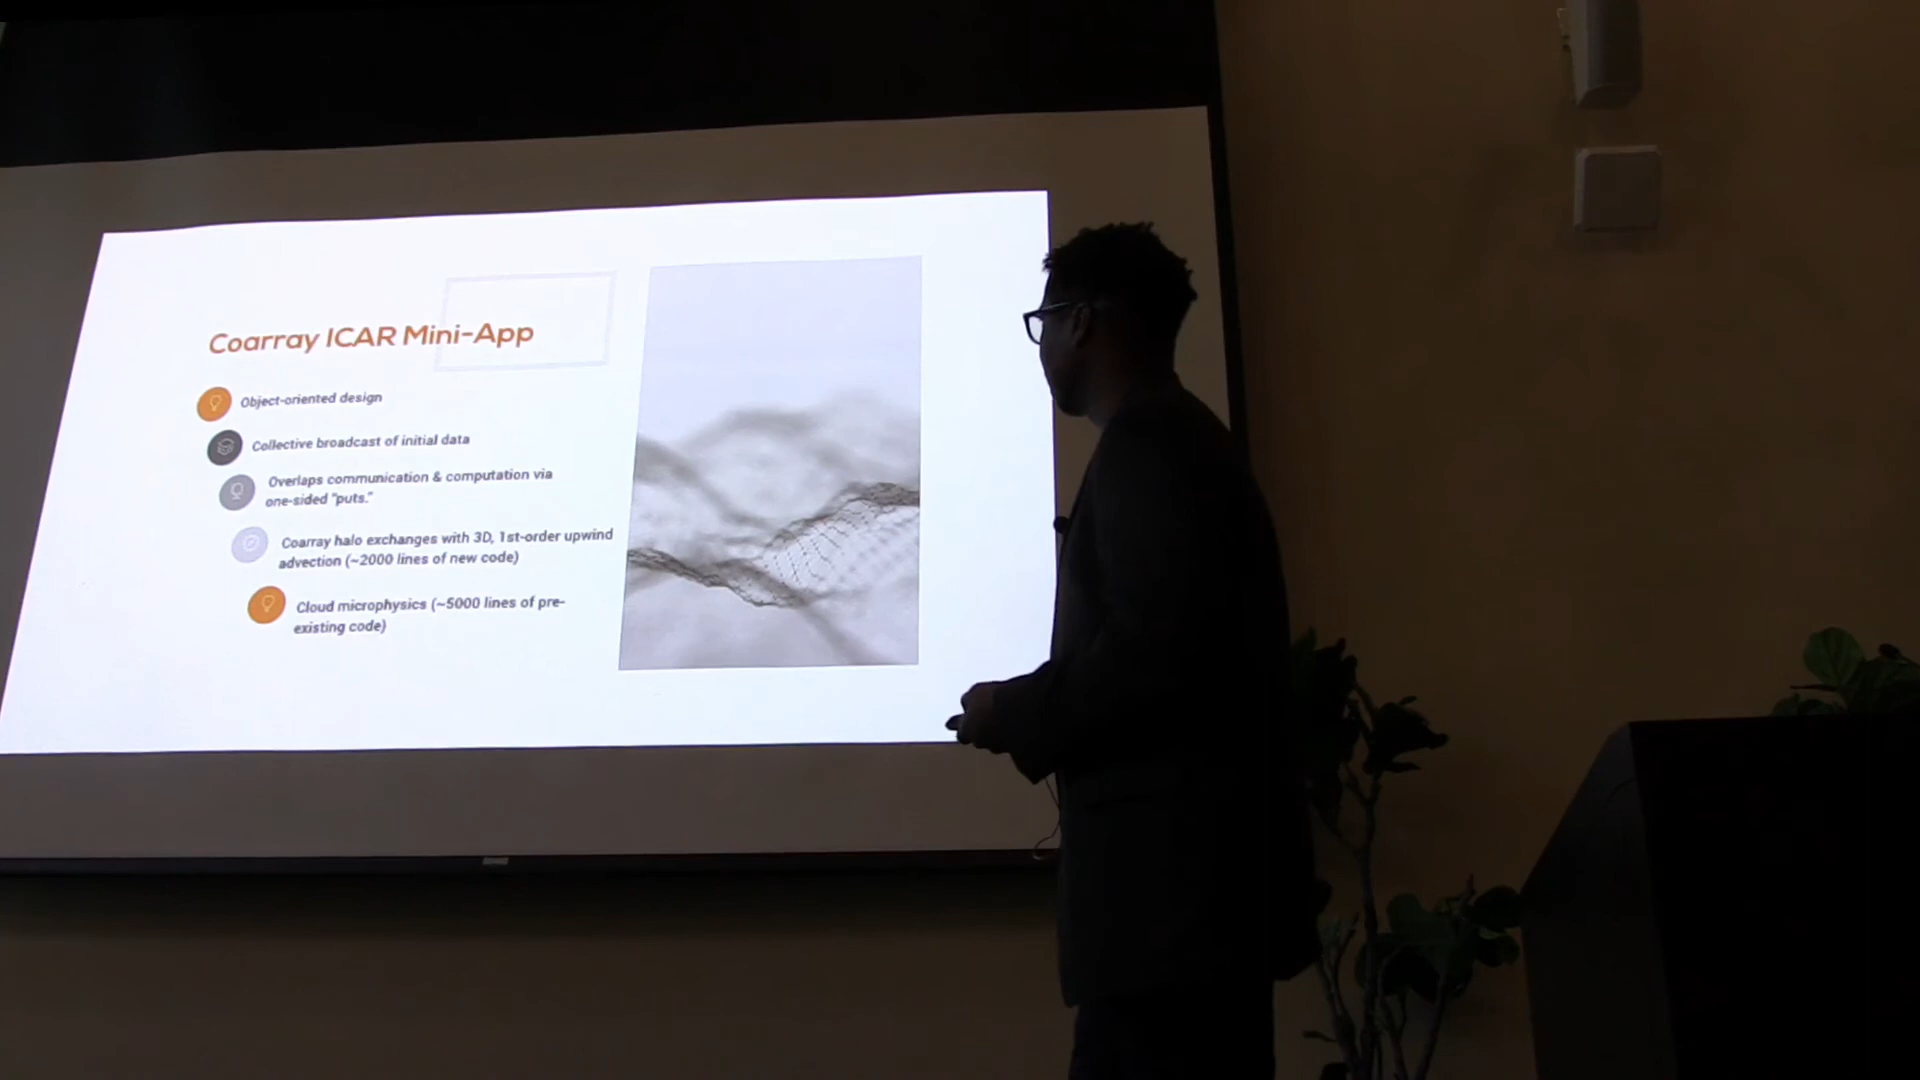 Coarray ICAR Mini-App
Object-oriented design
Collective broadcast of initial data
Overlaps communication & computation via
one-sided "puts."
Coarray halo exchanges with 3D, 1st-order upwind
advection (~2000 lines of new code)
Cloud microphysics (~5000 lines of pre-
existing code)